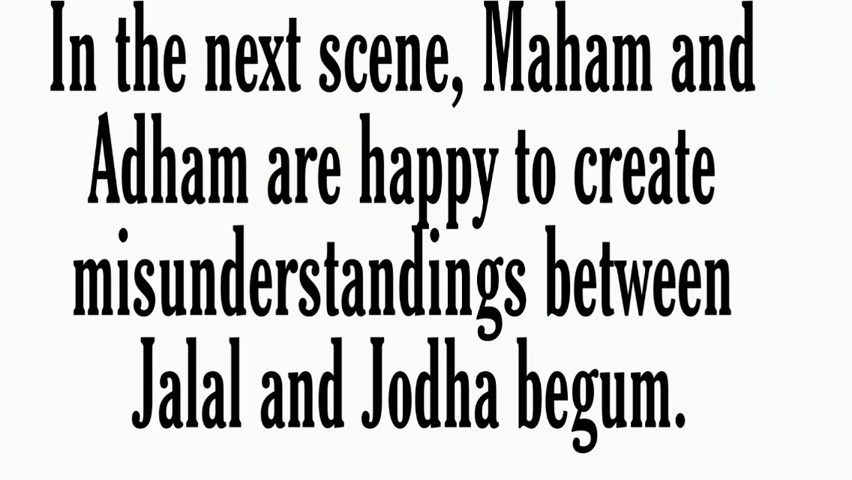 In the next scene, Maham and
Adham are happy to create
misunderstandings between
Jalal and Jodha begum.